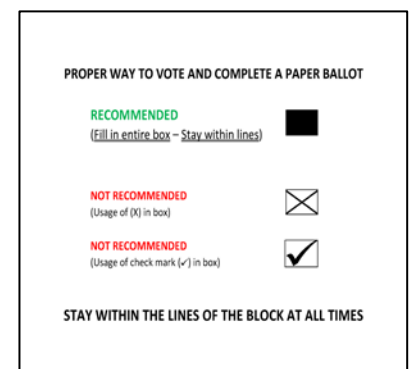 PROPER WAY TO VOTE AND COMPLETE A PAPER BALLOT
RECOMMENDED
(Fill in entire box – Stay within lines)
NOT RECOMMENDED
(Usage of (X) in box)
NOT RECOMMENDED
(Usage of check mark (✓) in box)
STAY WITHIN THE LINES OF THE BLOCK AT ALL TIMES